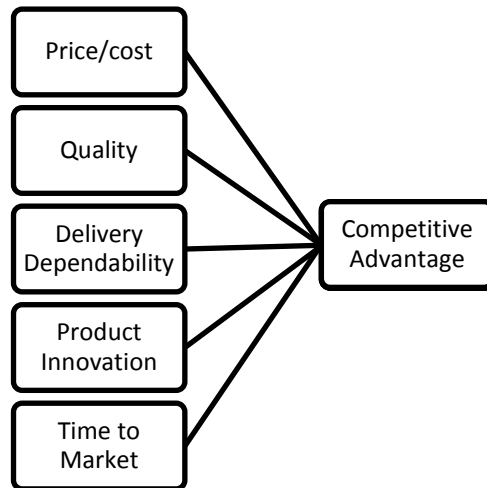 Price/cost
Quality
Delivery
Dependability
Product
Innovation
Time to
Market
Competitive
Advantage